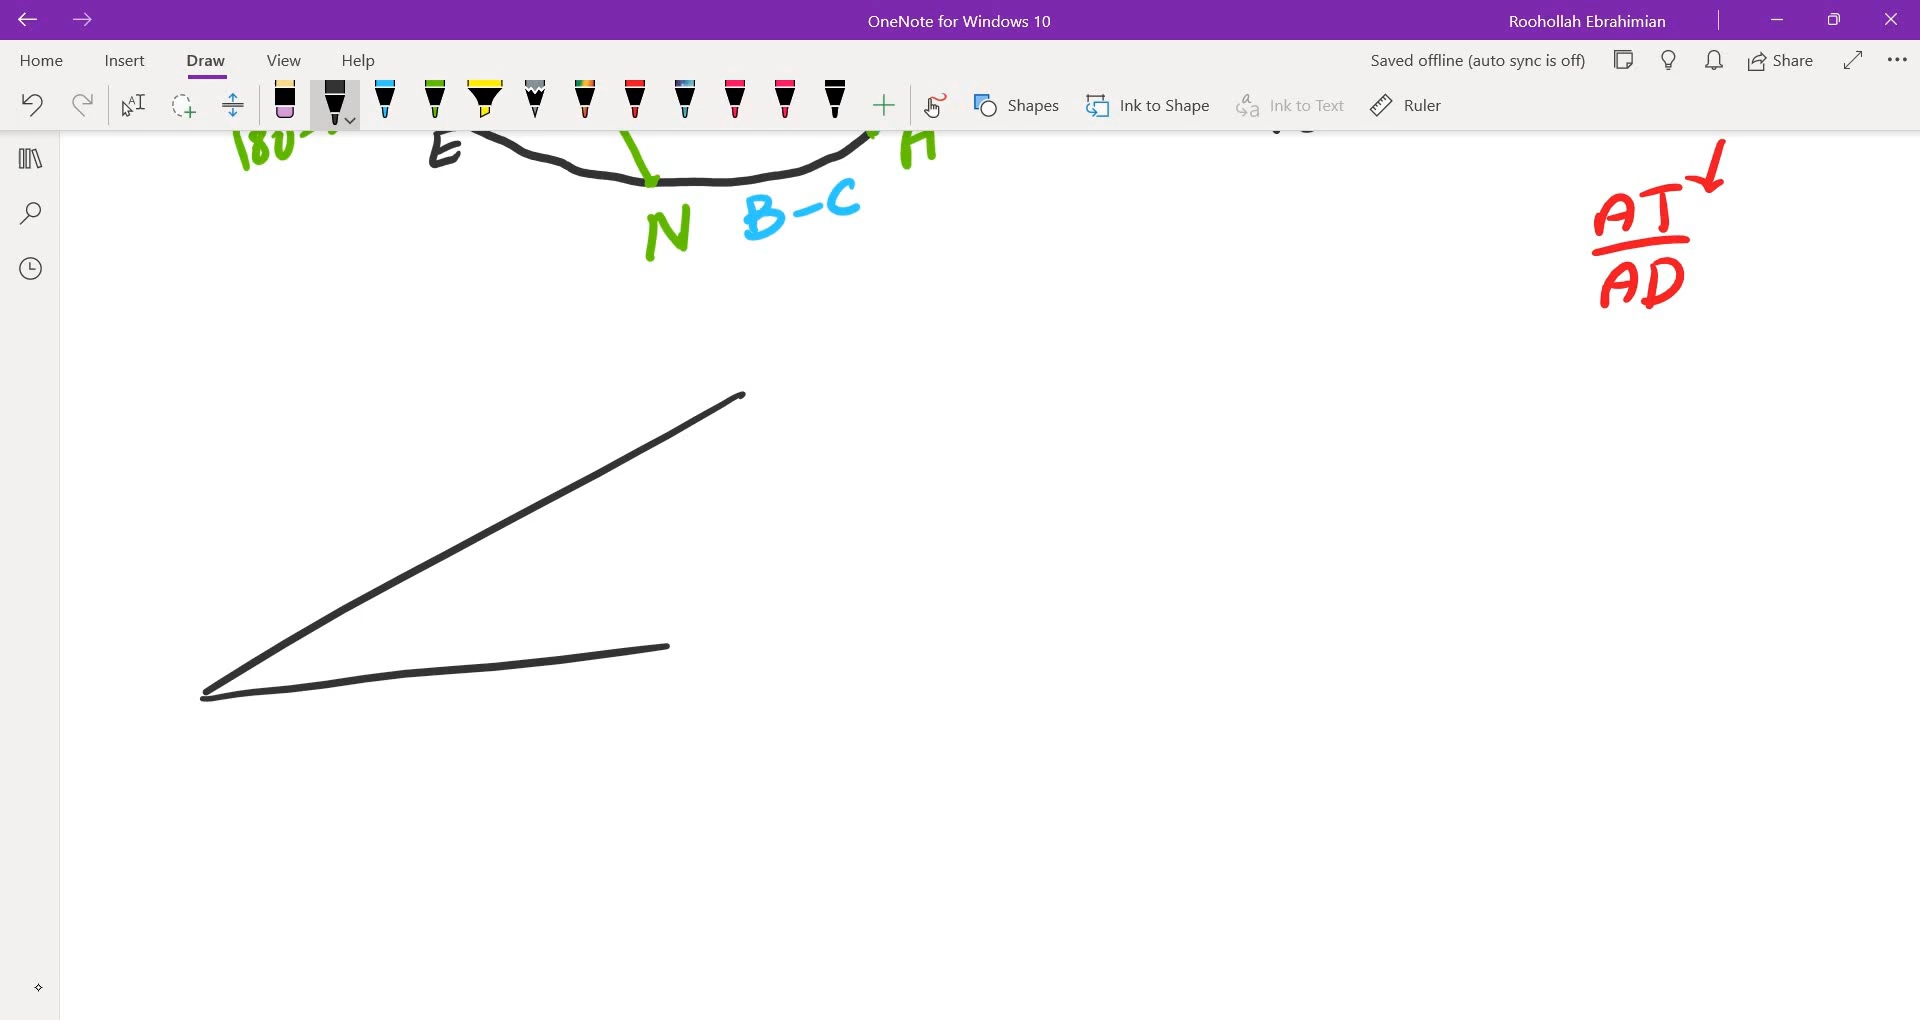 OneNote for Windows 10
Roohollah Ebrahimian
Home Insert Draw View Help
Saved offline (auto sync is off)
Share
Shapes
Ink to Shape
Ink to Text
Ruler
180-
E
A
N
B-C
AT
AD